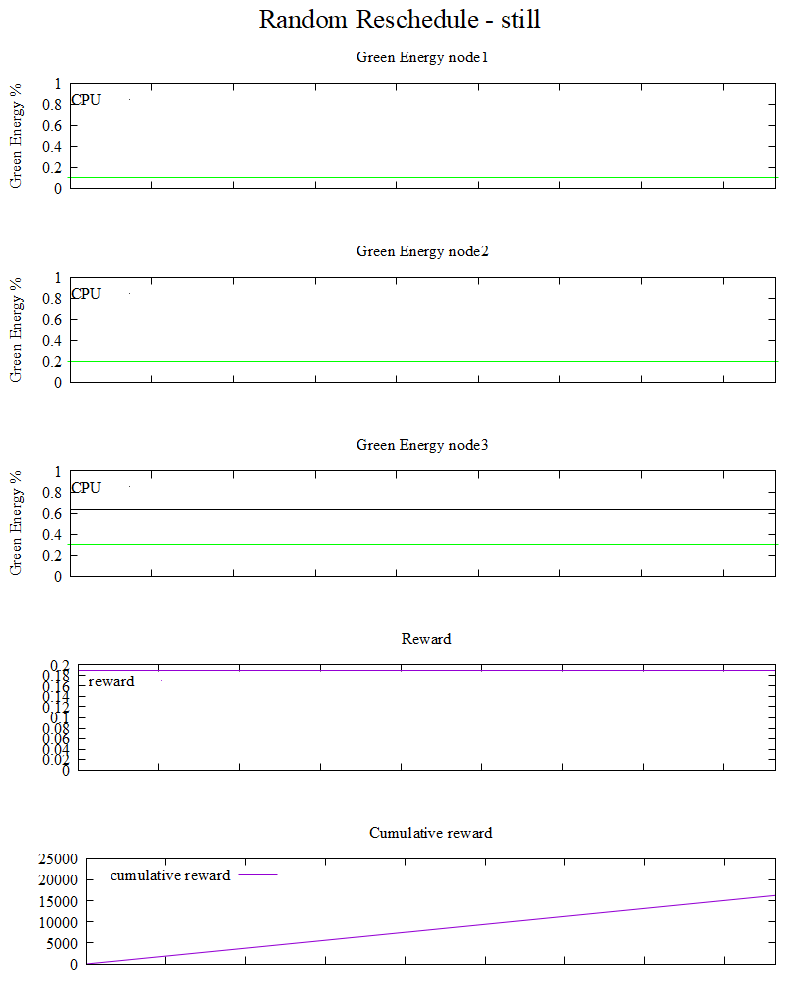 Random Reschedule - still
Green Energy node1
Green Energy %
1
0.8
0.6
0.4
0.2
0
CPU
Green Energy node2
Green Energy %
1
0.8
0.6
0.4
0.2
0
CPU
Green Energy node3
Green Energy %
1
0.8
0.6
0.4
0.2
0
CPU
Reward
0.2
0.18
0.16
0.14
0.12
0.1
0.08
0.06
0.04
0.02
0
reward
Cumulative reward
25000
20000
15000
10000
5000
0
cumulative reward